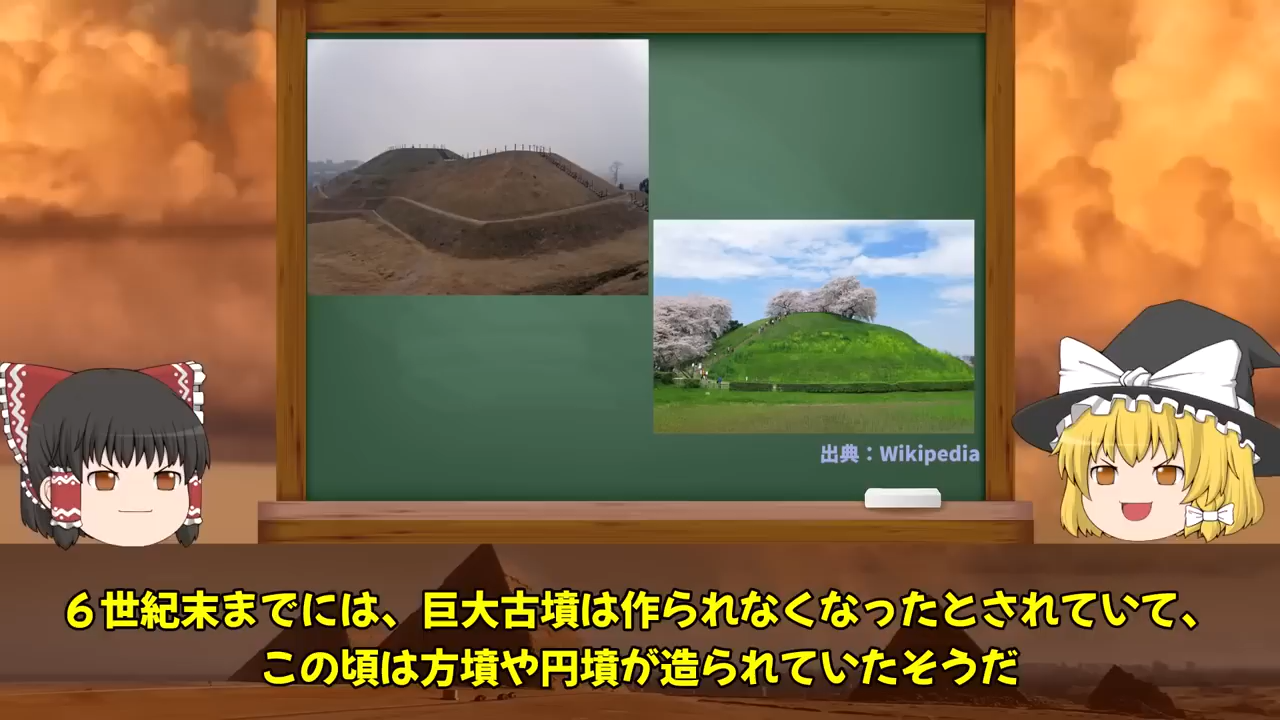 出典：Wikipedia
６世紀末までには、巨大古墳は作られなくなったとされていて、
この頃は方墳や円墳が造られていたそうだ